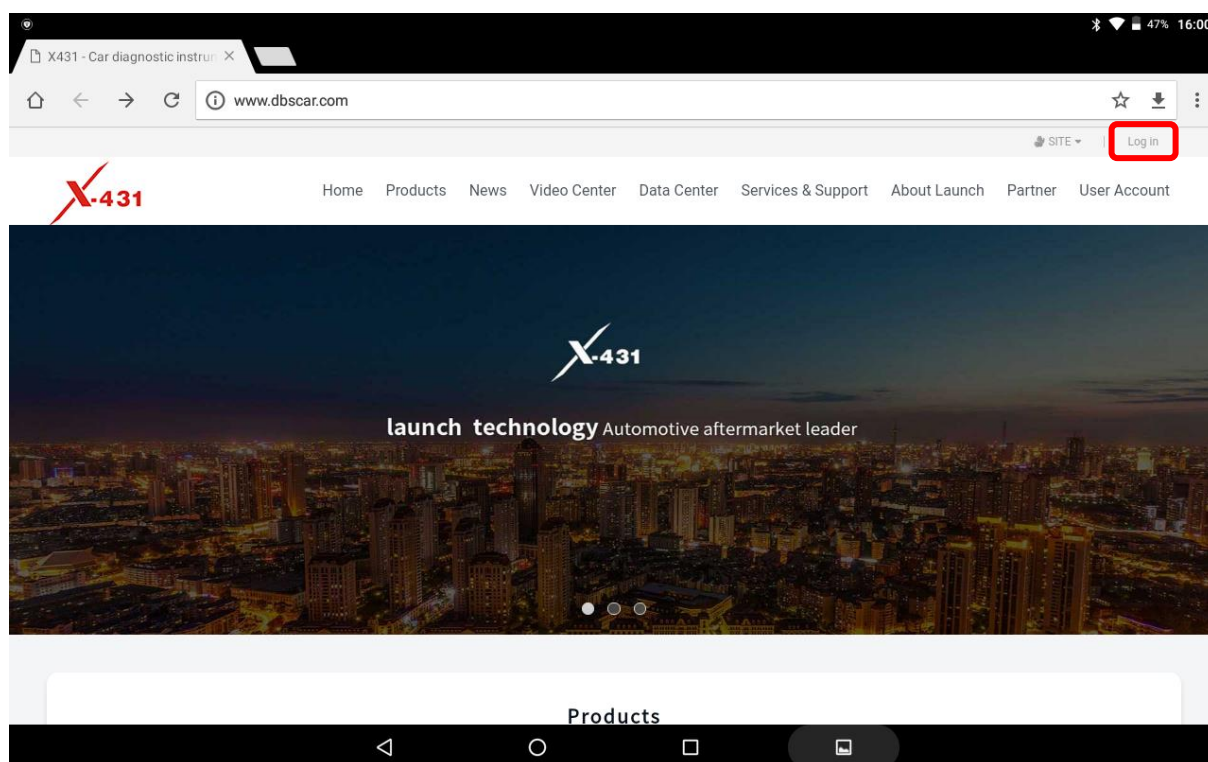 47% 16:00
X431 - Car diagnostic instrun
www.dbscar.com
SITE | Log in
X-431
Home Products News Video Center Data Center Services & Support About Launch Partner User Account
X-431
launch technology Automotive aftermarket leader
Products